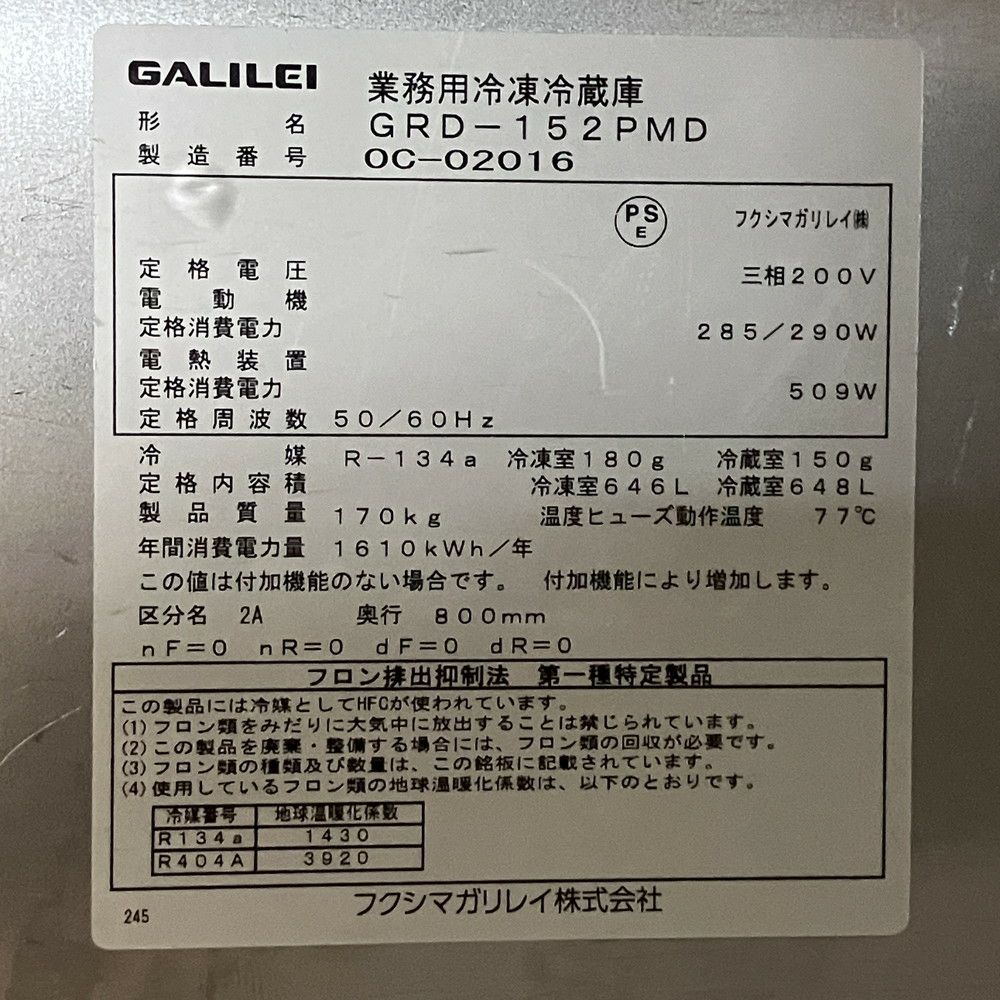 GALILEI 業務用冷凍冷蔵庫
形名 GRD-152PMD
製造番号 0C-02016
PS E フクシマガリレイ㈱
定格電圧 三相200V
電動機
定格消費電力 285/290W
電熱装置
定格消費電力 509W
定格周波数 50/60Hz
冷媒 R-134a 冷凍室180g 冷蔵室150g
定格内容積 冷凍室646L 冷蔵室648L
製品質量 170kg 温度ヒューズ動作温度 77℃
年間消費電力量 1610kWh/年
この値は付加機能のない場合です。 付加機能により増加します。
区分名 2A 奥行 800mm
nF=0 nR=0 dF=0 dR=0
フロン排出抑制法 第一種特定製品
この製品には冷媒としてHFCが使われています。
(1)フロン類をみだりに大気中に放出することは禁じられています。
(2)この製品を廃棄・整備する場合には、フロン類の回収が必要です。
(3)フロン類の種類及び数量は、この銘板に記載されています。
(4)使用しているフロン類の地球温暖化係数は、以下のとおりです。
冷媒番号 地球温暖化係数
R134a 1430
R404A 3920
フクシマガリレイ株式会社
245